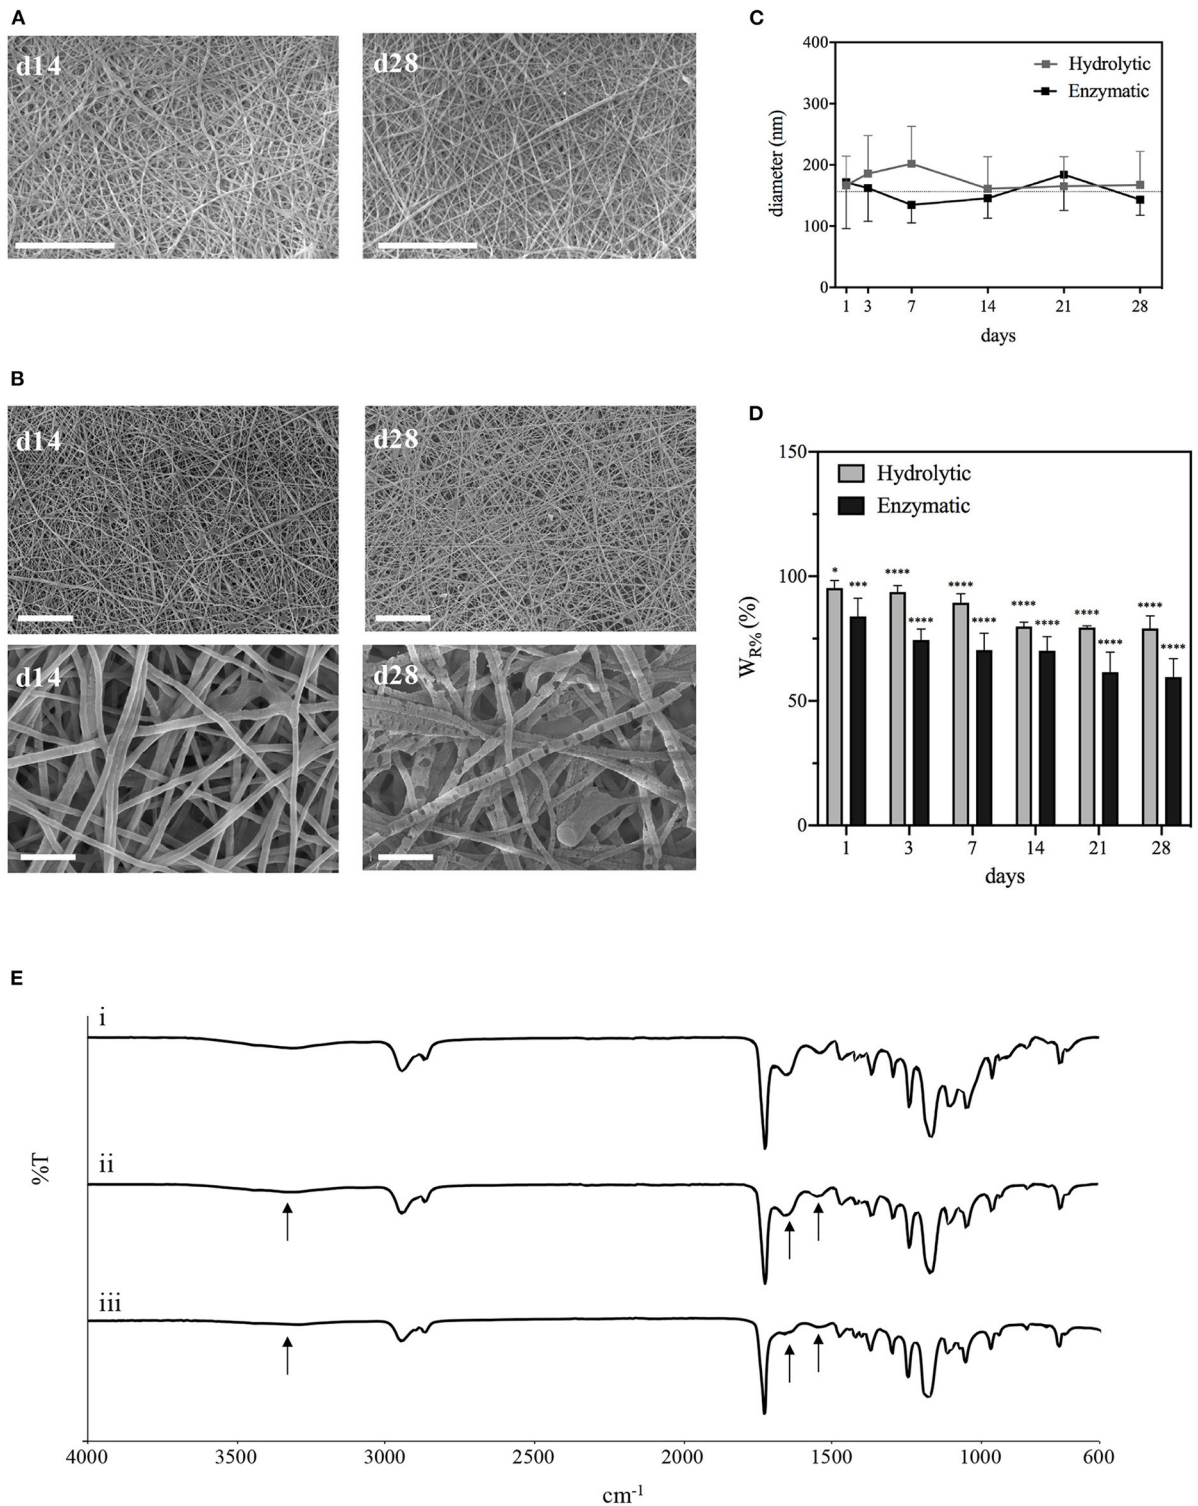 A
d14
d28
C
400
300
200
100
0
diameter (nm)
Hydrolytic
Enzymatic
1 3 7 14 21 28
days
B
d14
d28
d14
d28
D
150
100
50
0
W_R% (%)
Hydrolytic
Enzymatic
* *** **** **** **** **** **** **** **** **** **** ****
1 3 7 14 21 28
days
E
%T
i
ii
iii
4000 3500 3000 2500 2000 1500 1000 600
cm⁻¹